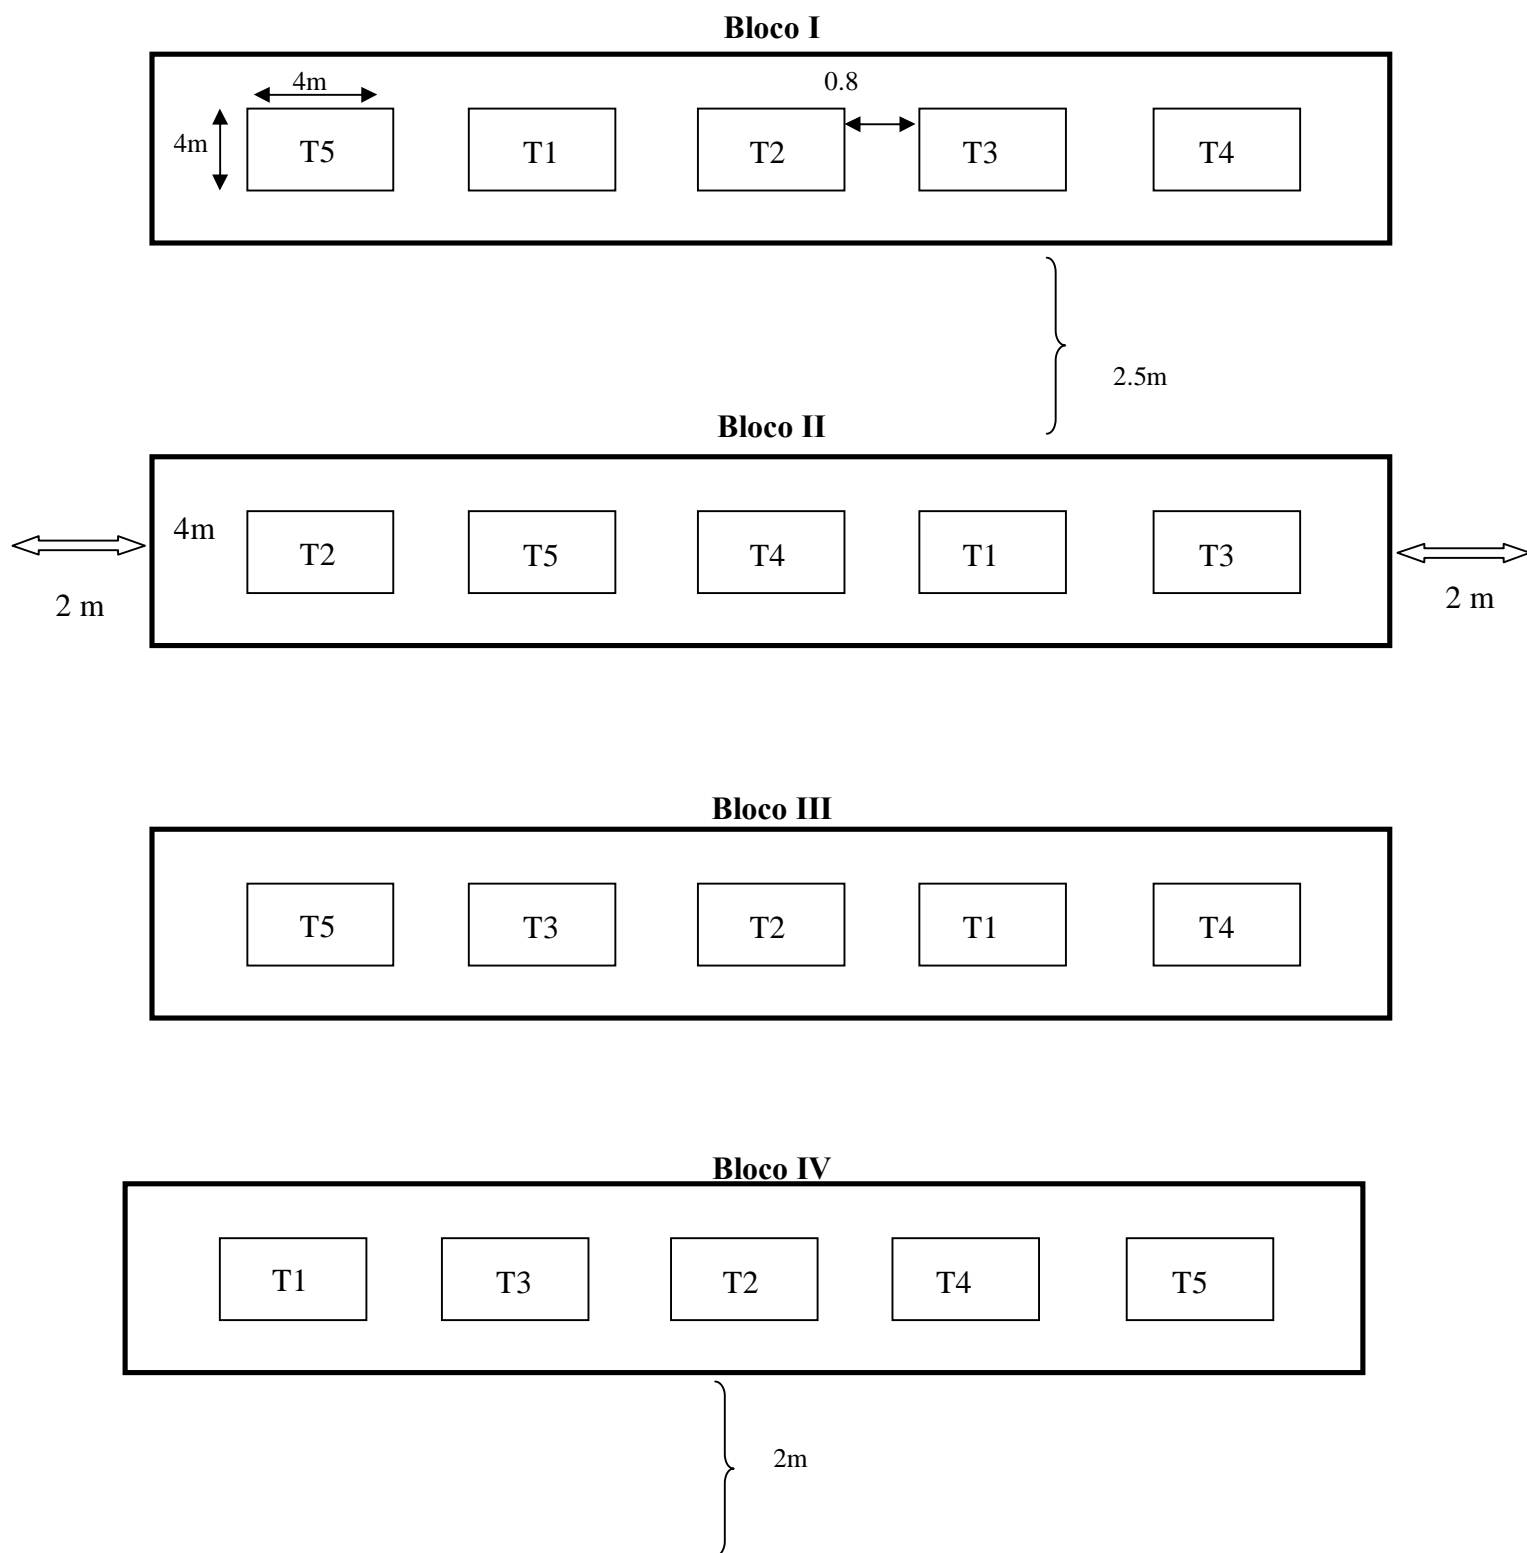 Bloco I
4m
0.8
4m
T5 T1 T2 T3 T4
2.5m
Bloco II
4m
T2 T5 T4 T1 T3
2 m
2 m
Bloco III
T5 T3 T2 T1 T4
Bloco IV
T1 T3 T2 T4 T5
2m